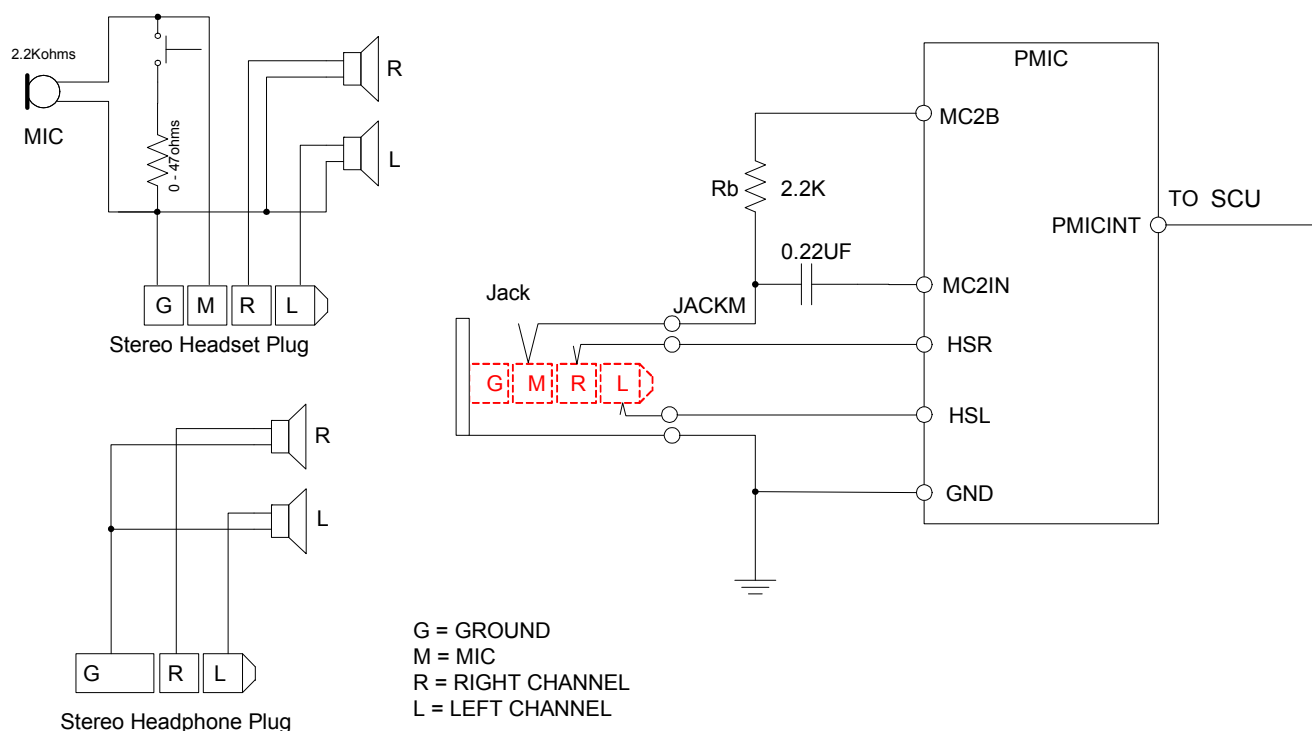 2.2Kohms
MIC
0 - 47ohms
R
L
G M R L
Stereo Headset Plug
R
L
G R L
Stereo Headphone Plug
Jack
JACKM
G M R L
Rb 2.2K
0.22UF
PMIC
MC2B
MC2IN
HSR
HSL
GND
PMICINT
TO SCU
G = GROUND
M = MIC
R = RIGHT CHANNEL
L = LEFT CHANNEL